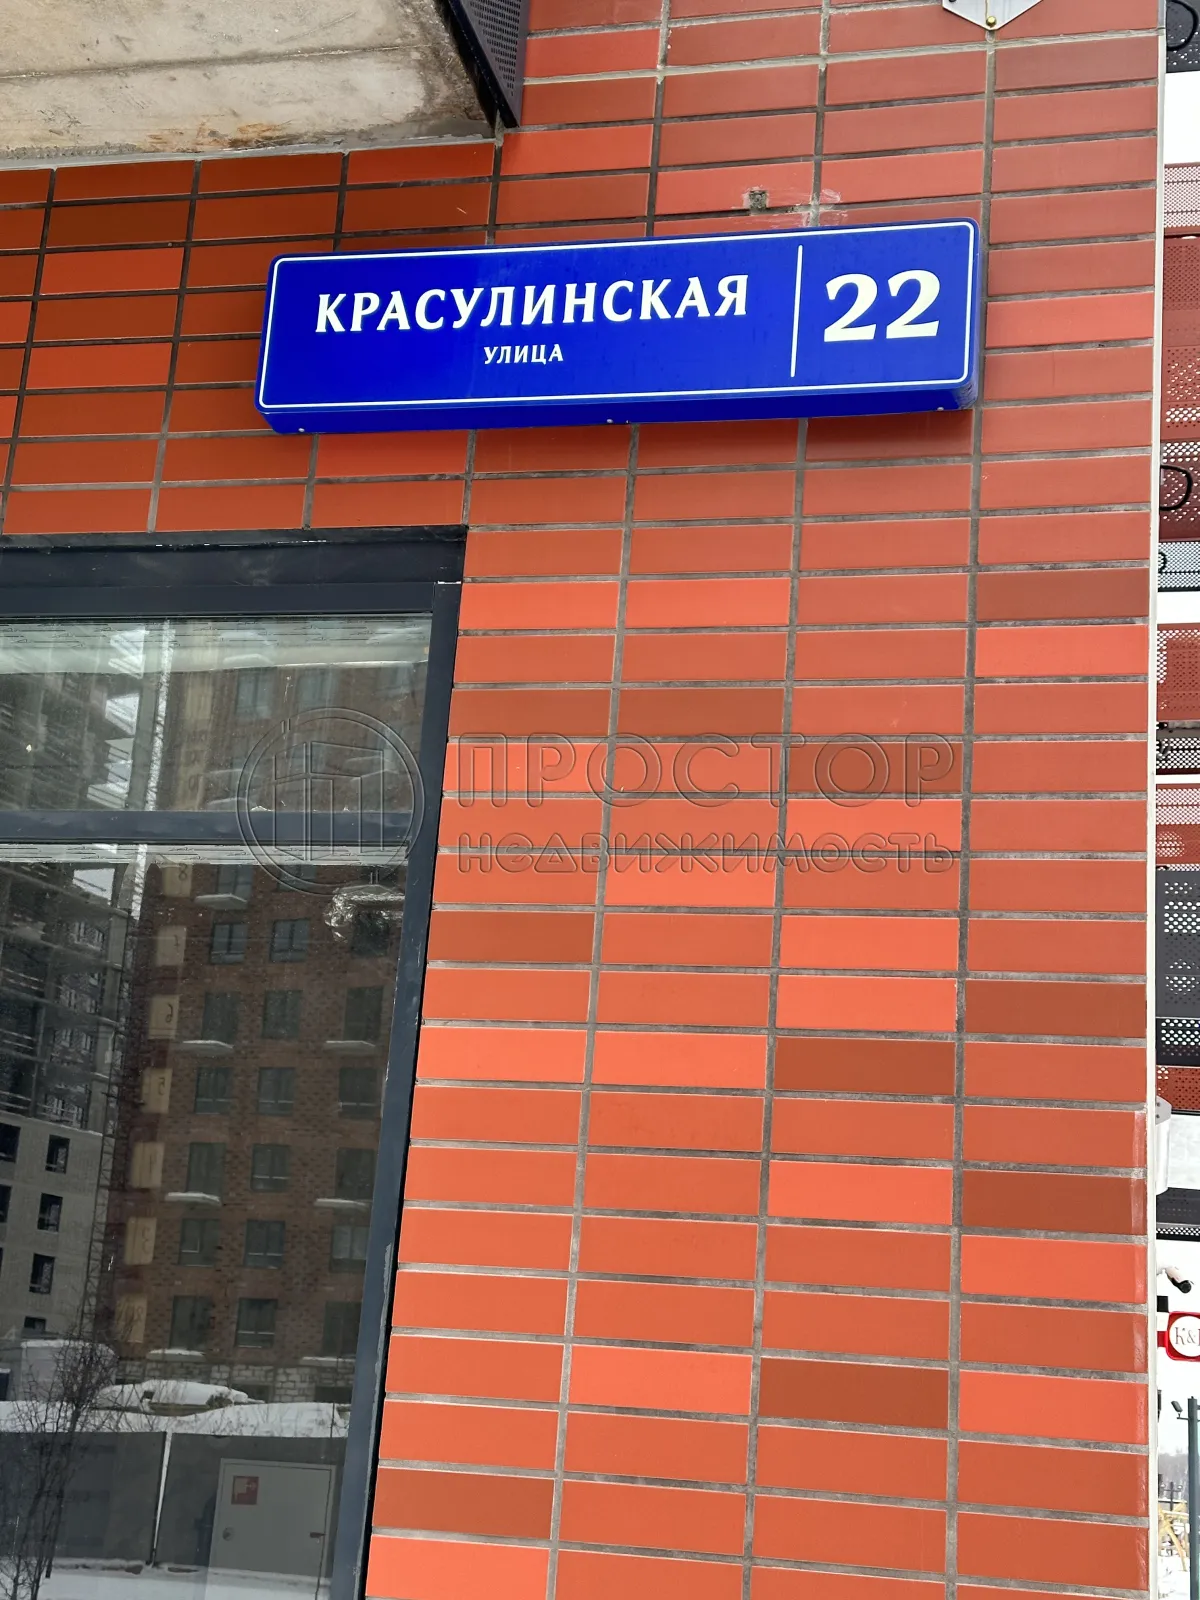 КРАСУЛИНСКАЯ
УЛИЦА
22
ПРОСТОР
НЕДВИЖИМОСТЬ